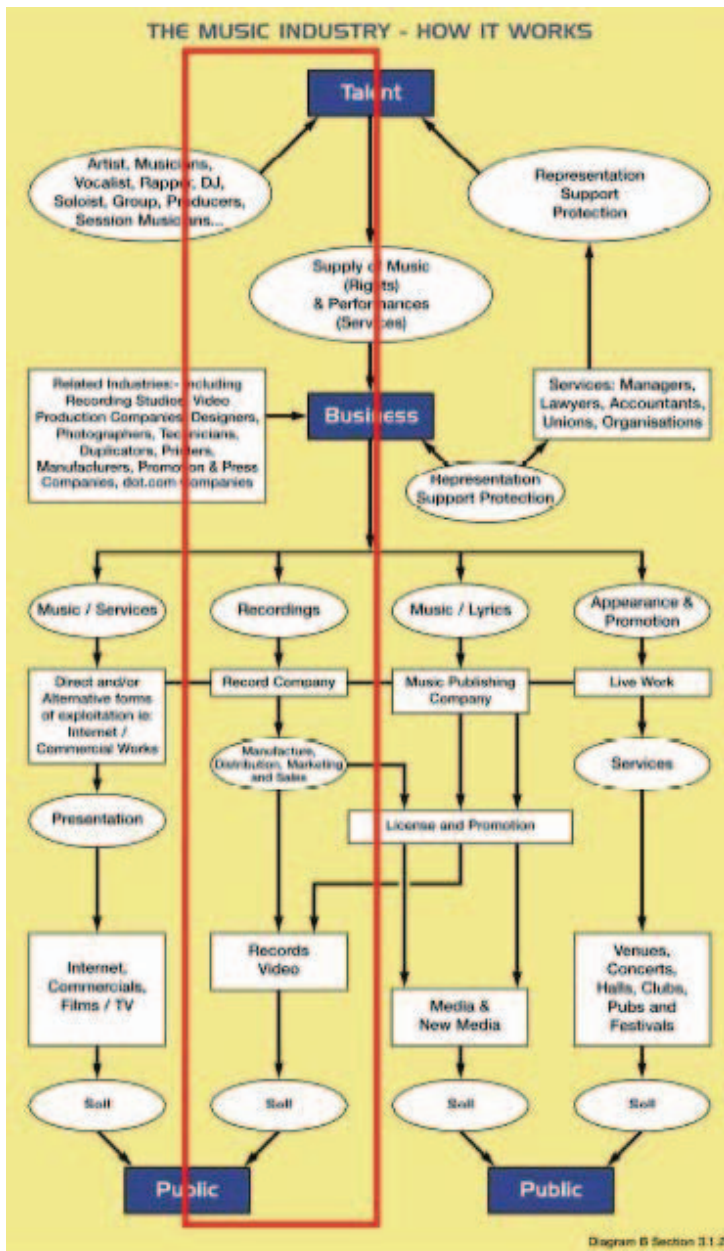 THE MUSIC INDUSTRY - HOW IT WORKS
Talent
Artist, Musicians,
Vocalist, Rapper, DJ,
Soloist, Group, Producers,
Session Musicians...
Representation
Support
Protection
Supply of Music
(Rights)
& Performances
(Services)
Related Industries:- Including
Recording Studios, Video
Production Companies, Designers,
Photographers, Technicians,
Duplicators, Printers,
Manufacturers, Promotion & Press
Companies, dot.com Companies
Business
Services: Managers,
Lawyers, Accountants,
Unions, Organisations
Representation
Support Protection
Music / Services
Recordings
Music / Lyrics
Appearance &
Promotion
Direct and/or
Alternative forms
of exploitation ie:
Internet /
Commercial Works
Record Company
Music Publishing
Company
Live Work
Manufacture,
Distribution, Marketing
and Sales
Services
Presentation
License and Promotion
Internet,
Commercials,
Films / TV
Records
Video
Media &
New Media
Venues,
Concerts,
Halls, Clubs,
Pubs and
Festivals
Sell
Sell
Sell
Sell
Public
Public
Diagram B Section 3.1.2